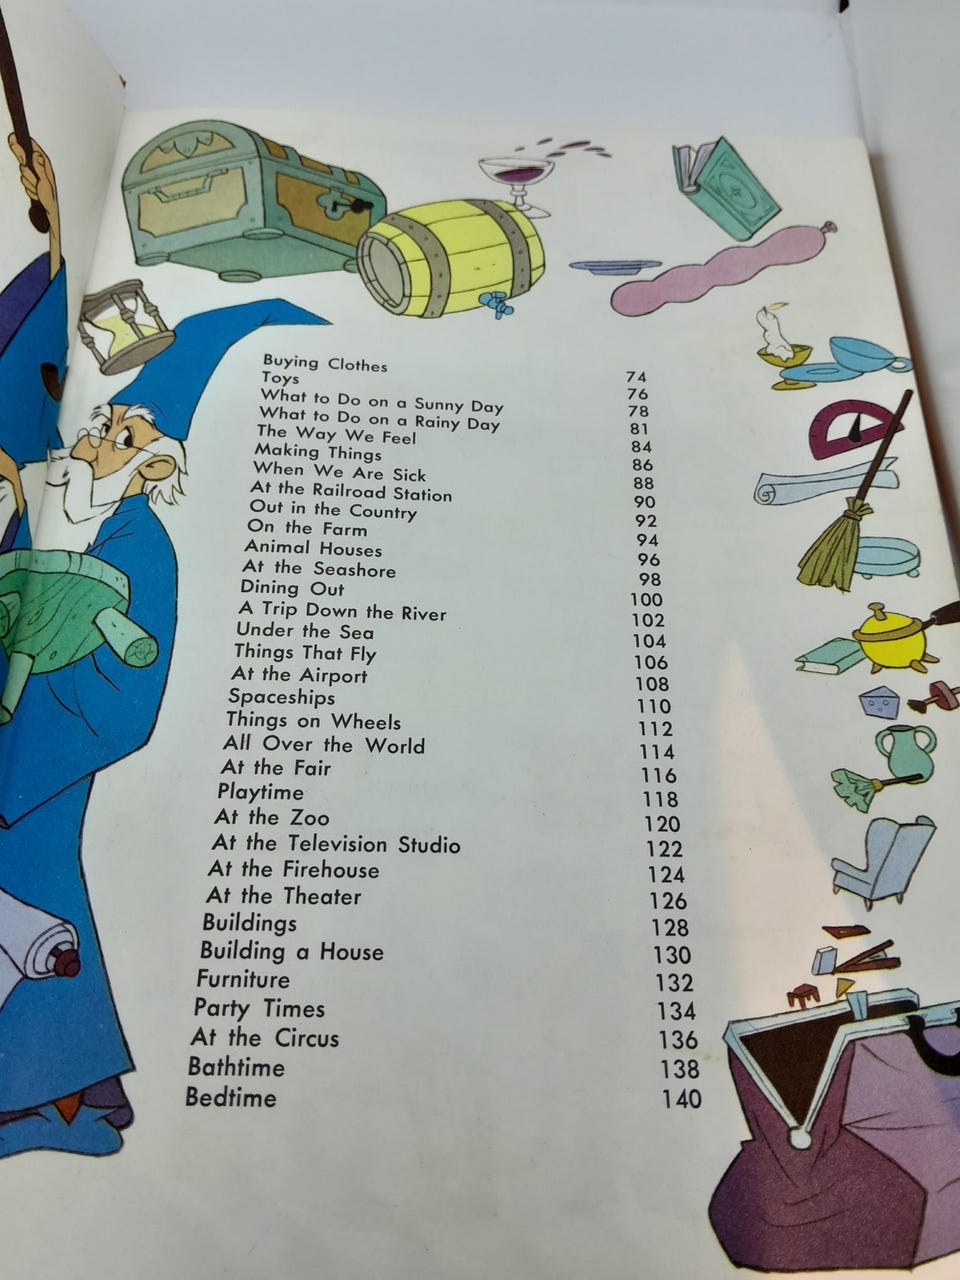 Buying Clothes 74
Toys 76
What to Do on a Sunny Day 78
What to Do on a Rainy Day 81
The Way We Feel 84
Making Things 86
When We Are Sick 88
At the Railroad Station 90
Out in the Country 92
On the Farm 94
Animal Houses 96
At the Seashore 98
Dining Out 100
A Trip Down the River 102
Under the Sea 104
Things That Fly 106
At the Airport 108
Spaceships 110
Things on Wheels 112
All Over the World 114
At the Fair 116
Playtime 118
At the Zoo 120
At the Television Studio 122
At the Firehouse 124
At the Theater 126
Buildings 128
Building a House 130
Furniture 132
Party Times 134
At the Circus 136
Bathtime 138
Bedtime 140